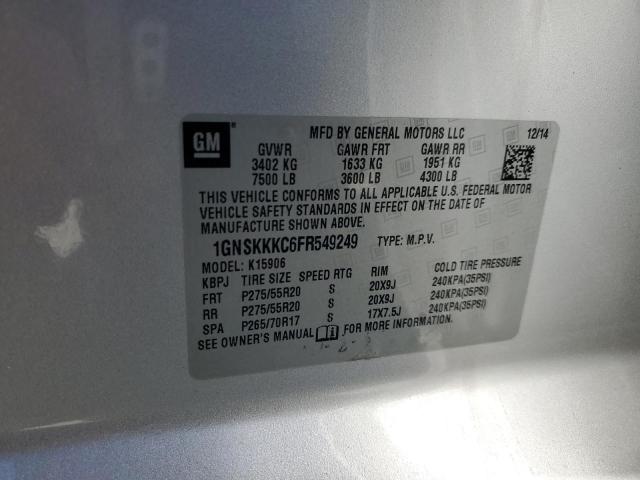 GM
MFD BY GENERAL MOTORS LLC 12/14
GVWR GAWR FRT GAWR RR
3402 KG 1633 KG 1951 KG
7500 LB 3600 LB 4300 LB
THIS VEHICLE CONFORMS TO ALL APPLICABLE U.S. FEDERAL MOTOR
VEHICLE SAFETY STANDARDS IN EFFECT ON THE DATE OF
MANUFACTURE SHOWN ABOVE.
1GNSKKKC6FR549249 TYPE: M.P.V.
MODEL: K15906
KBPJ TIRE SIZE SPEED RTG RIM COLD TIRE PRESSURE
FRT P275/55R20 S 20X9J 240KPA(35PSI)
RR P275/55R20 S 20X9J 240KPA(35PSI)
SPA P265/70R17 S 17X7.5J 240KPA(35PSI)
SEE OWNER'S MANUAL FOR MORE INFORMATION.